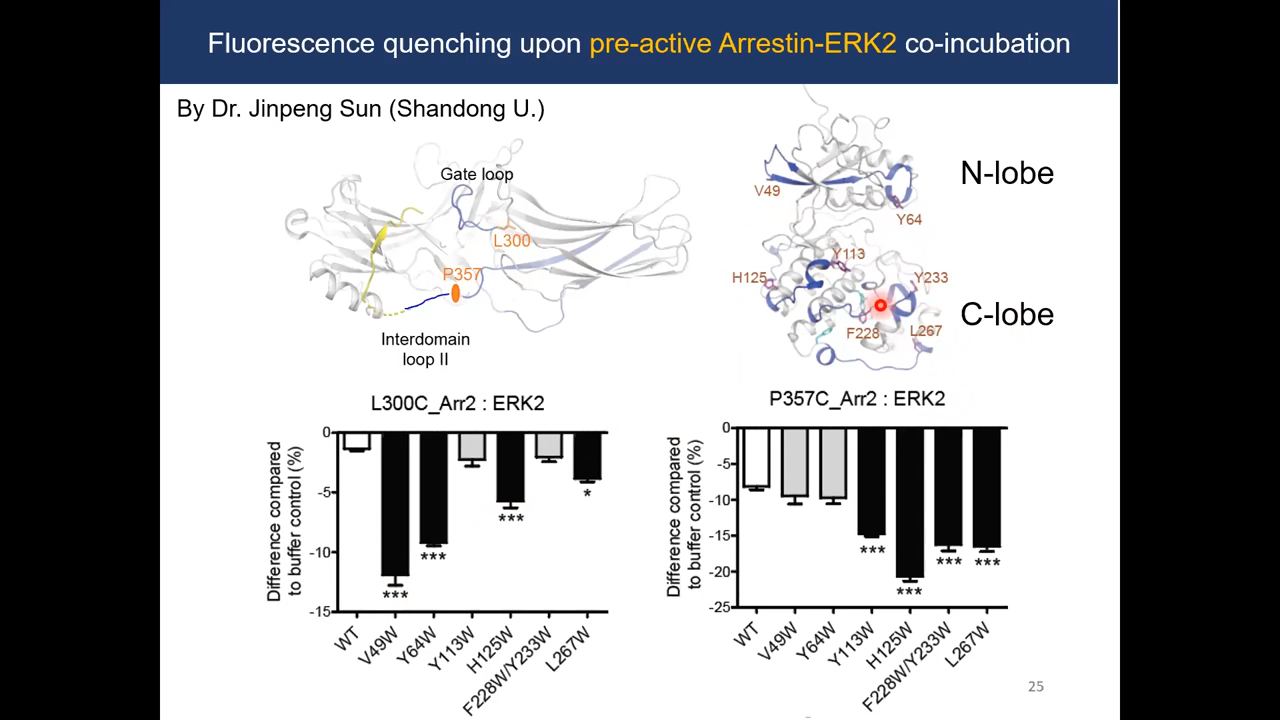 Fluorescence quenching upon pre-active Arrestin-ERK2 co-incubation
By Dr. Jinpeng Sun (Shandong U.)
Gate loop
L300
P357
Interdomain
loop II
N-lobe
V49
Y64
Y113
H125
Y233
C-lobe
F228
L267
L300C_Arr2 : ERK2
Difference compared
to buffer control (%)
0
-5
-10
-15
***
***
***
*
WT
V49W
Y64W
Y113W
H125W
F228W/Y233W
L267W
P357C_Arr2 : ERK2
Difference compared
to buffer control (%)
0
-5
-10
-15
-20
-25
***
***
***
***
WT
V49W
Y64W
Y113W
H125W
F228W/Y233W
L267W
25